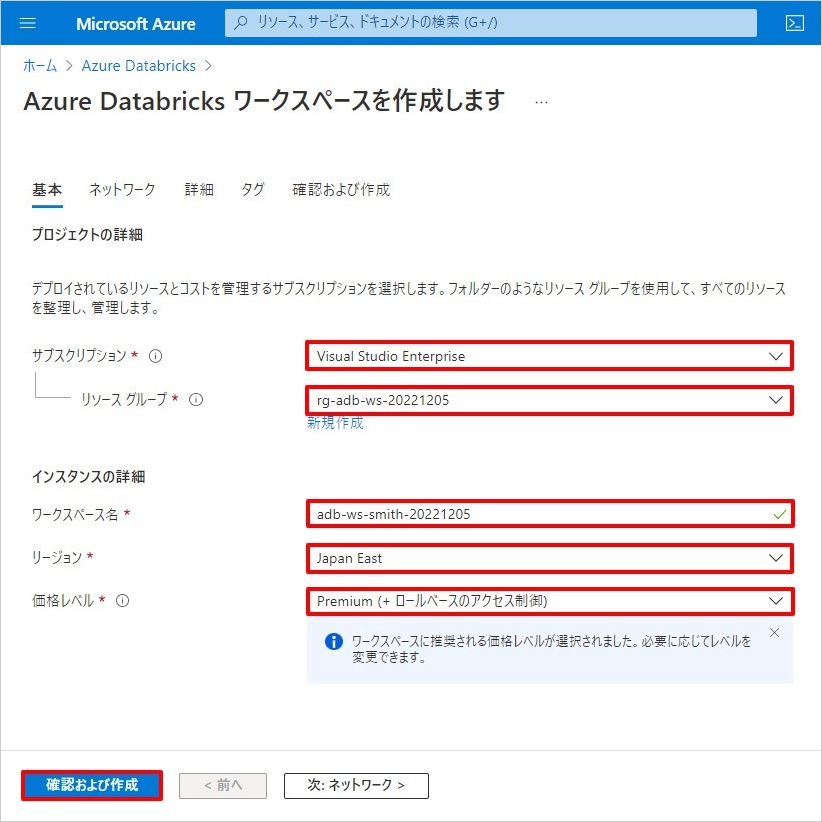 Microsoft Azure
リソース、サービス、ドキュメントの検索 (G+/)
ホーム > Azure Databricks >
Azure Databricks ワークスペースを作成します ...
基本 ネットワーク 詳細 タグ 確認および作成
プロジェクトの詳細
デプロイされているリソースとコストを管理するサブスクリプションを選択します。フォルダーのようなリソース グループを使用して、すべてのリソース
を整理し、管理します。
サブスクリプション * Visual Studio Enterprise
リソース グループ * rg-adb-ws-20221205
新規作成
インスタンスの詳細
ワークスペース名 * adb-ws-smith-20221205
リージョン * Japan East
価格レベル * Premium (+ ロールベースのアクセス制御)
ワークスペースに推奨される価格レベルが選択されました。必要に応じてレベルを
変更できます。
確認および作成 < 前へ 次: ネットワーク >